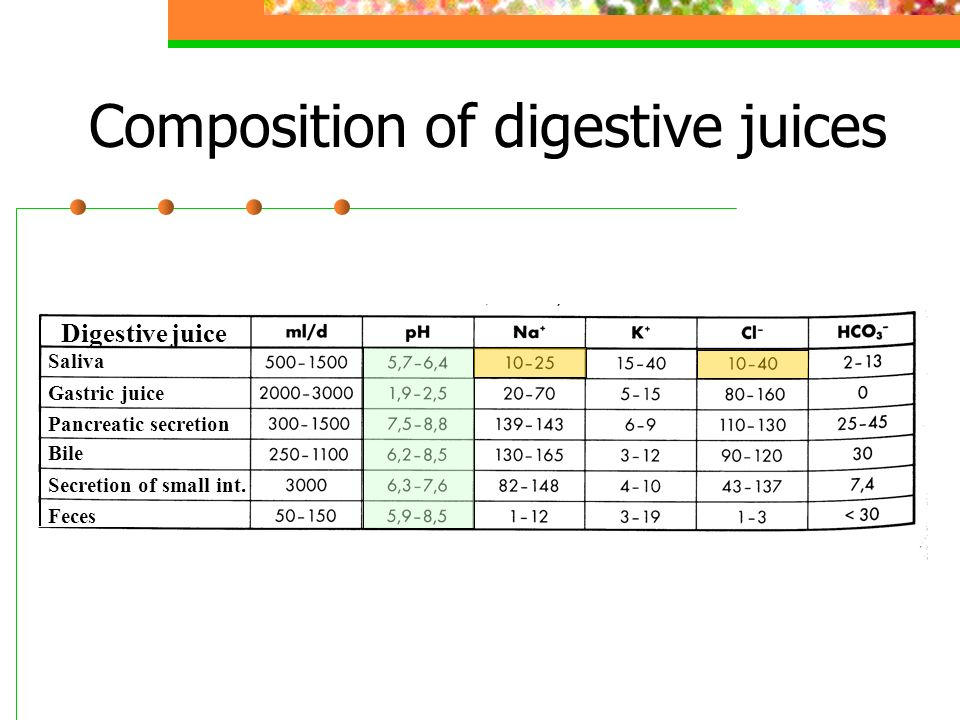 Composition of digestive juices
Digestive juice ml/d pH Na⁺ K⁺ Cl⁻ HCO₃⁻
Saliva 500-1500 5,7-6,4 10-25 15-40 10-40 2-13
Gastric juice 2000-3000 1,9-2,5 20-70 5-15 80-160 0
Pancreatic secretion 300-1500 7,5-8,8 139-143 6-9 110-130 25-45
Bile 250-1100 6,2-8,5 130-165 3-12 90-120 30
Secretion of small int. 3000 6,3-7,6 82-148 4-10 43-137 7,4
Feces 50-150 5,9-8,5 1-12 3-19 1-3 <30